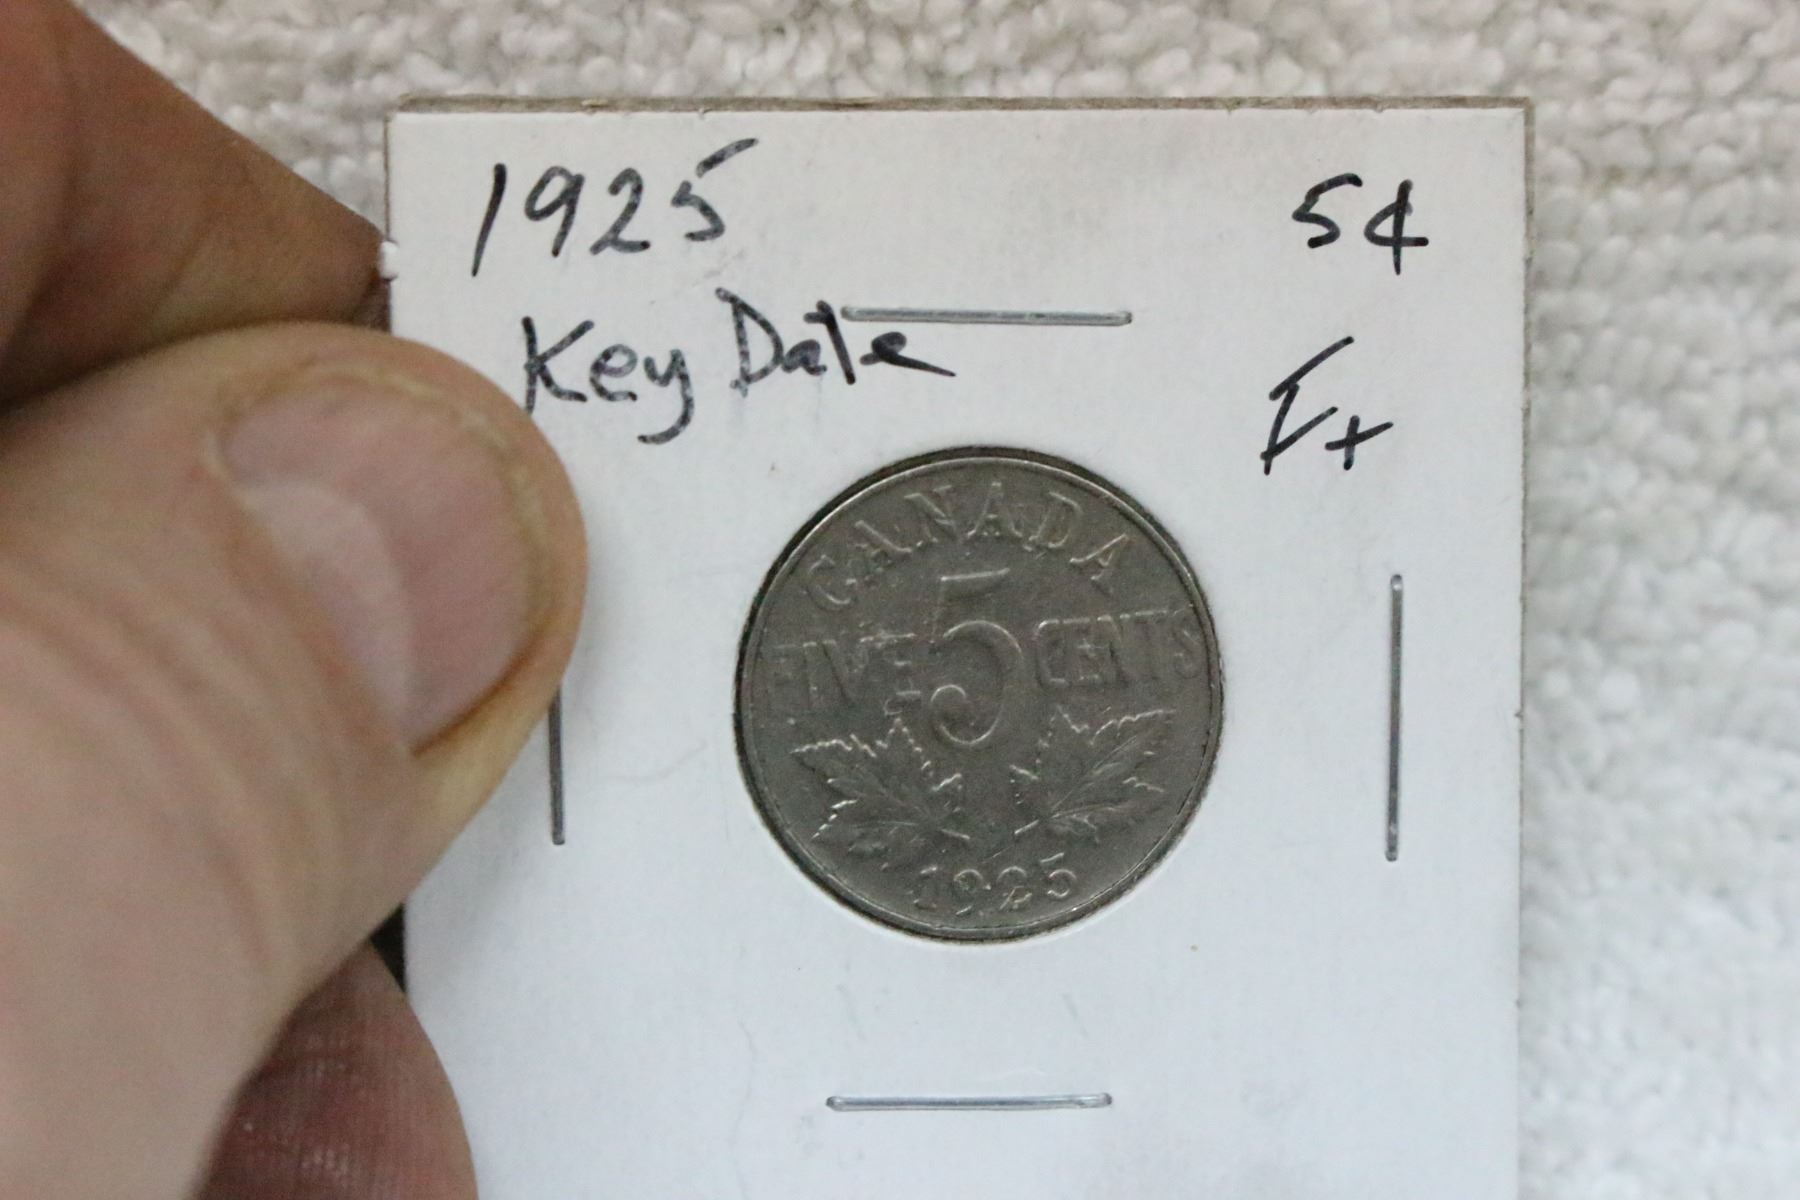 1925 5¢
Key Date F+
CANADA
FIVE 5 CENTS
1925